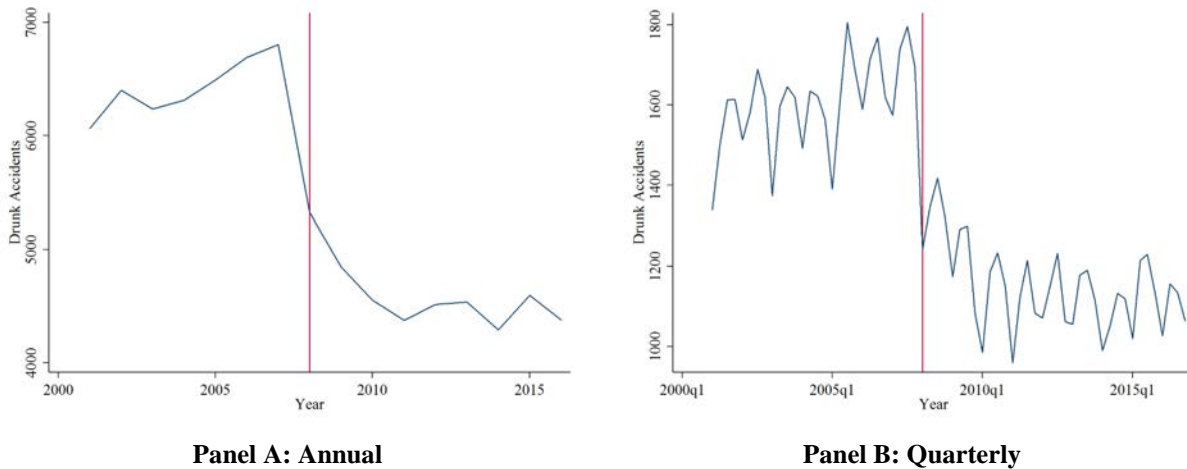 Drunk Accidents
7000
6000
5000
4000
2000
2005
2010
2015
Year
Panel A: Annual
Drunk Accidents
1800
1600
1400
1200
1000
2000q1
2005q1
2010q1
2015q1
Year
Panel B: Quarterly